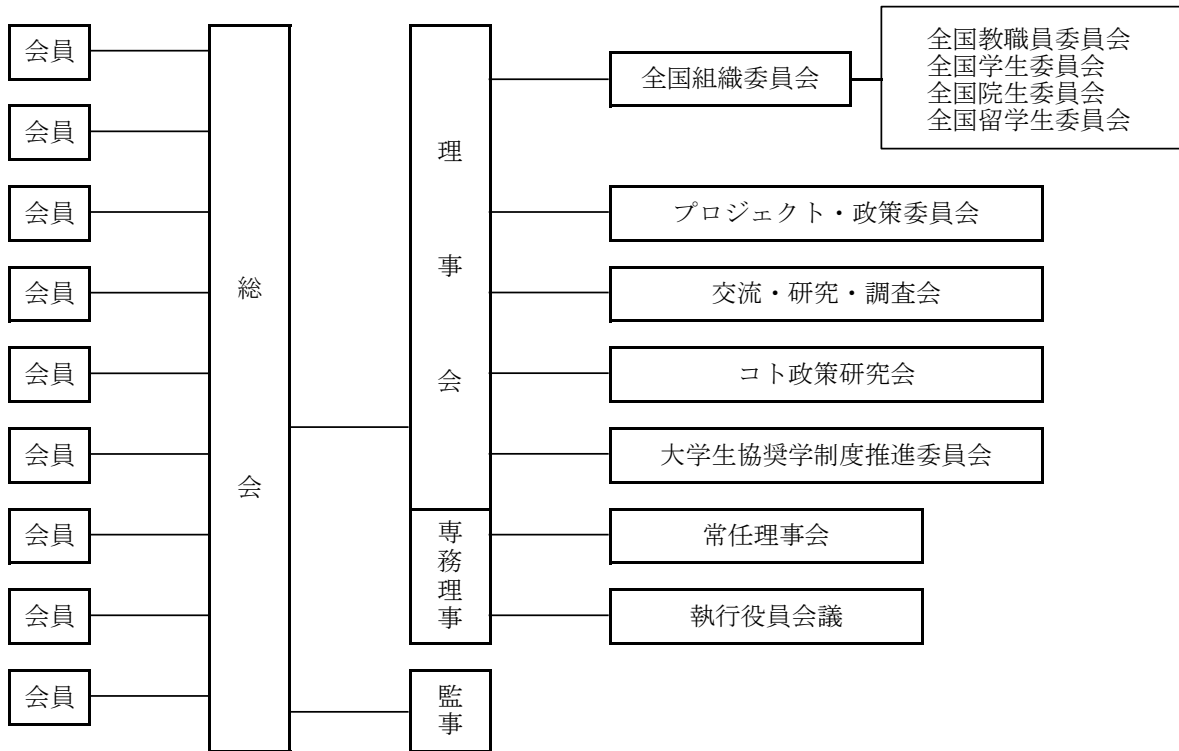 会員
会員
会員
会員
会員
会員
会員
会員
会員
総会
理事会
専務理事
監事
全国組織委員会
全国教職員委員会
全国学生委員会
全国院生委員会
全国留学生委員会
プロジェクト・政策委員会
交流・研究・調査会
コト政策研究会
大学生協奨学制度推進委員会
常任理事会
執行役員会議